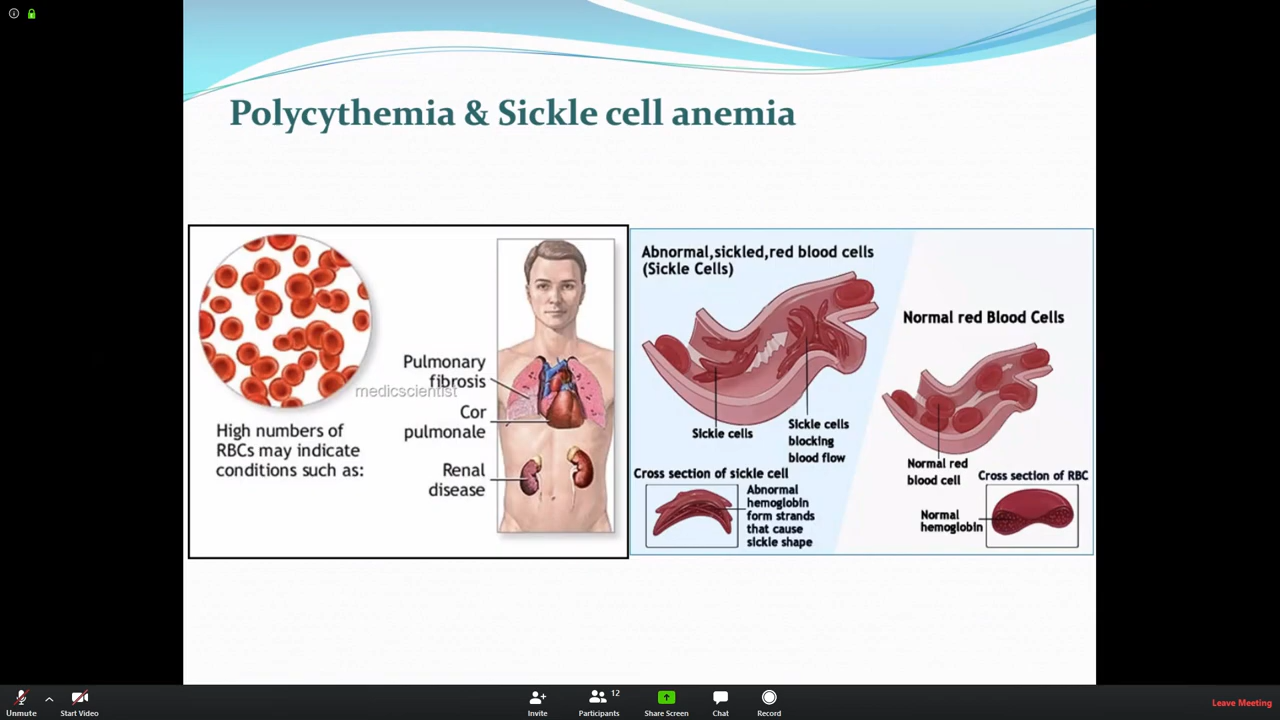 Polycythemia & Sickle cell anemia
High numbers of
RBCs may indicate
conditions such as:
Pulmonary
fibrosis
medicscientist
Cor
pulmonale
Renal
disease
Abnormal,sickled,red blood cells
(Sickle Cells)
Sickle cells
Sickle cells
blocking
blood flow
Cross section of sickle cell
Abnormal
hemoglobin
form strands
that cause
sickle shape
Normal red Blood Cells
Normal red
blood cell
Cross section of RBC
Normal
hemoglobin
Unmute
Start Video
Invite
Participants
12
Share Screen
Chat
Record
Leave Meeting